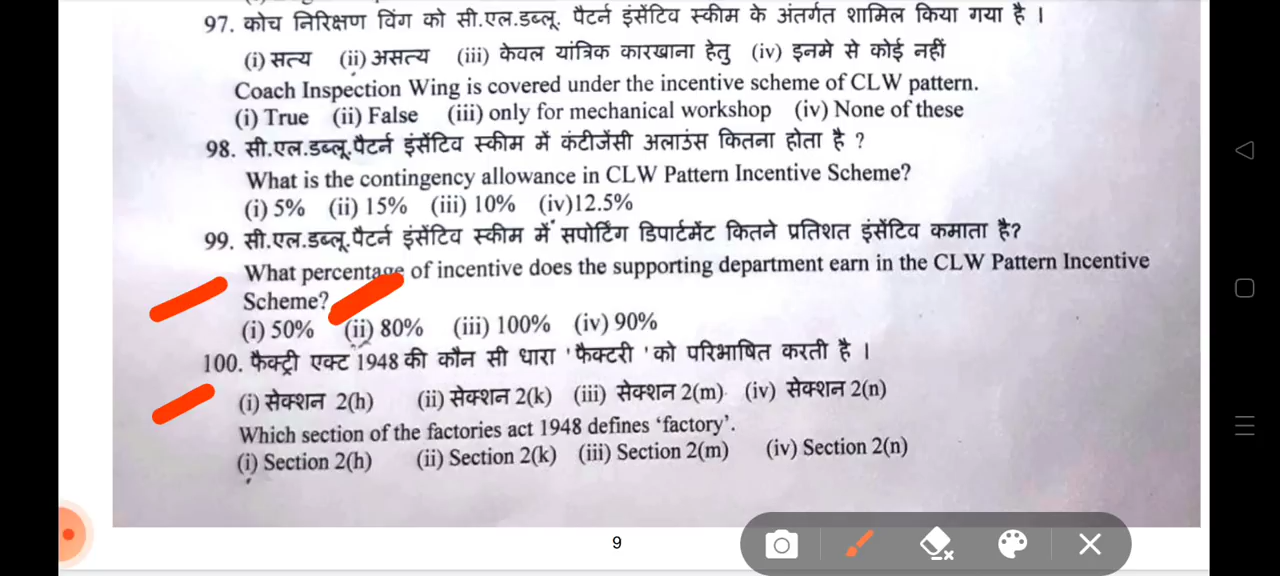 97. कोच निरिक्षण विंग को सी.एल.डब्लू. पैटर्न इंसेंटिव स्कीम के अंतर्गत शामिल किया गया है ।
(i) सत्य (ii) असत्य (iii) केवल यांत्रिक कारखाना हेतु (iv) इनमे से कोई नहीं
Coach Inspection Wing is covered under the incentive scheme of CLW pattern.
(i) True (ii) False (iii) only for mechanical workshop (iv) None of these
98. सी.एल.डब्लू.पैटर्न इंसेंटिव स्कीम में कंटीजेंसी अलाउंस कितना होता है ?
What is the contingency allowance in CLW Pattern Incentive Scheme?
(i) 5% (ii) 15% (iii) 10% (iv)12.5%
99. सी.एल.डब्लू.पैटर्न इंसेंटिव स्कीम में सपोर्टिंग डिपार्टमेंट कितने प्रतिशत इंसेंटिव कमाता है?
What percentage of incentive does the supporting department earn in the CLW Pattern Incentive
Scheme?
(i) 50% (ii) 80% (iii) 100% (iv) 90%
100. फैक्ट्री एक्ट 1948 की कौन सी धारा 'फैक्टरी 'को परिभाषित करती है ।
(i) सेक्शन 2(h) (ii) सेक्शन 2(k) (iii) सेक्शन 2(m) (iv) सेक्शन 2(n)
Which section of the factories act 1948 defines ‘factory’.
(i) Section 2(h) (ii) Section 2(k) (iii) Section 2(m) (iv) Section 2(n)
9